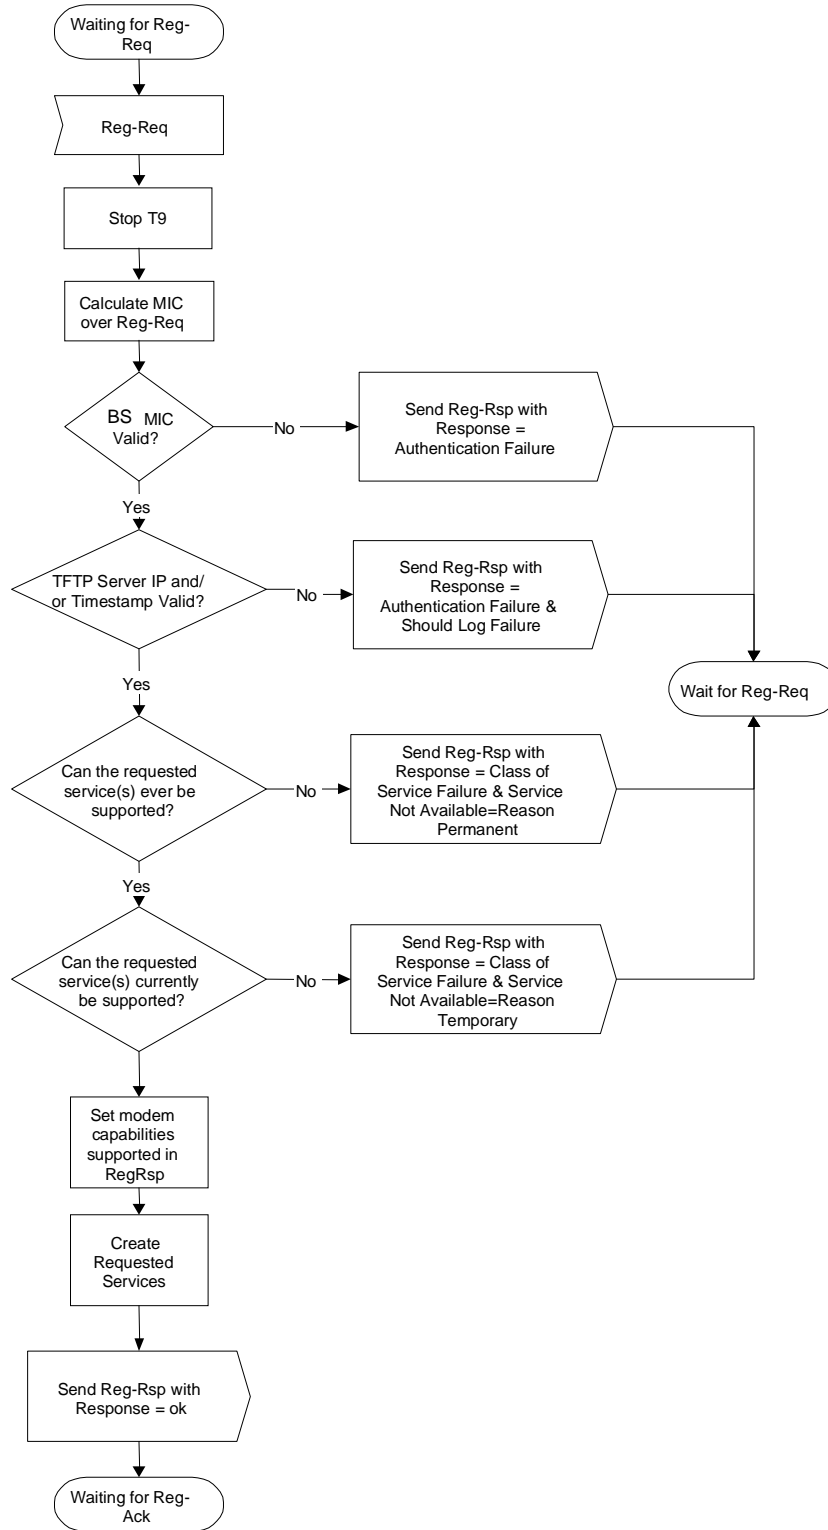 Waiting for Reg-
Req
Reg-Req
Stop T9
Calculate MIC
over Reg-Req
BS MIC
Valid?
No
Send Reg-Rsp with
Response =
Authentication Failure
Yes
TFTP Server IP and/
or Timestamp Valid?
No
Send Reg-Rsp with
Response =
Authentication Failure &
Should Log Failure
Wait for Reg-Req
Yes
Can the requested
service(s) ever be
supported?
No
Send Reg-Rsp with
Response = Class of
Service Failure & Service
Not Available=Reason
Permanent
Yes
Can the requested
service(s) currently
be supported?
No
Send Reg-Rsp with
Response = Class of
Service Failure & Service
Not Available=Reason
Temporary
Set modem
capabilities
supported in
RegRsp
Create
Requested
Services
Send Reg-Rsp with
Response = ok
Waiting for Reg-
Ack